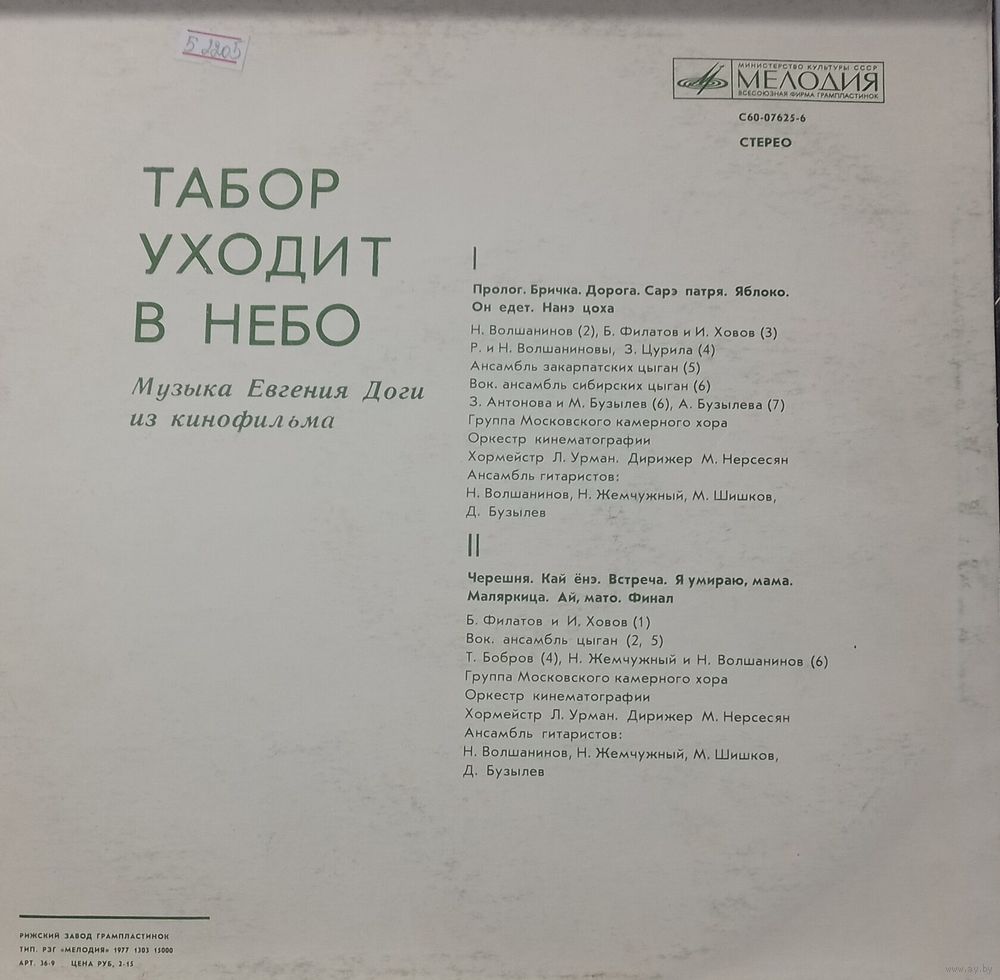 5 2205
МИНИСТЕРСТВО КУЛЬТУРЫ СССР
МЕЛОДИЯ
ВСЕСОЮЗНАЯ ФИРМА ГРАМПЛАСТИНОК
С60-07625-6
СТЕРЕО
ТАБОР
УХОДИТ
В НЕБО
Музыка Евгения Доги
из кинофильма
I
Пролог. Бричка. Дорога. Сарэ патря. Яблоко.
Он едет. Нанэ цоха
Н. Волшанинов (2), Б. Филатов и И. Ховов (3)
Р. и Н. Волшаниновы, З. Цурила (4)
Ансамбль закарпатских цыган (5)
Вок. ансамбль сибирских цыган (6)
З. Антонова и М. Бузылев (6), А. Бузылева (7)
Группа Московского камерного хора
Оркестр кинематографии
Хормейстр Л. Урман. Дирижер М. Нерсесян
Ансамбль гитаристов:
Н. Волшанинов, Н. Жемчужный, М. Шишков,
Д. Бузылев
II
Черешня. Кай ёнэ. Встреча. Я умираю, мама.
Маляркица. Ай, мато. Финал
Б. Филатов и И. Ховов (1)
Вок. ансамбль цыган (2, 5)
Т. Бобров (4), Н. Жемчужный и Н. Волшанинов (6)
Группа Московского камерного хора
Оркестр кинематографии
Хормейстр Л. Урман. Дирижер М. Нерсесян
Ансамбль гитаристов:
Н. Волшанинов, Н. Жемчужный, М. Шишков,
Д. Бузылев
РИЖСКИЙ ЗАВОД ГРАМПЛАСТИНОК
ТИП. РЗГ «МЕЛОДИЯ» 1977 1303 15000
АРТ. 36-9 ЦЕНА РУБ. 2-15
www.ay.by